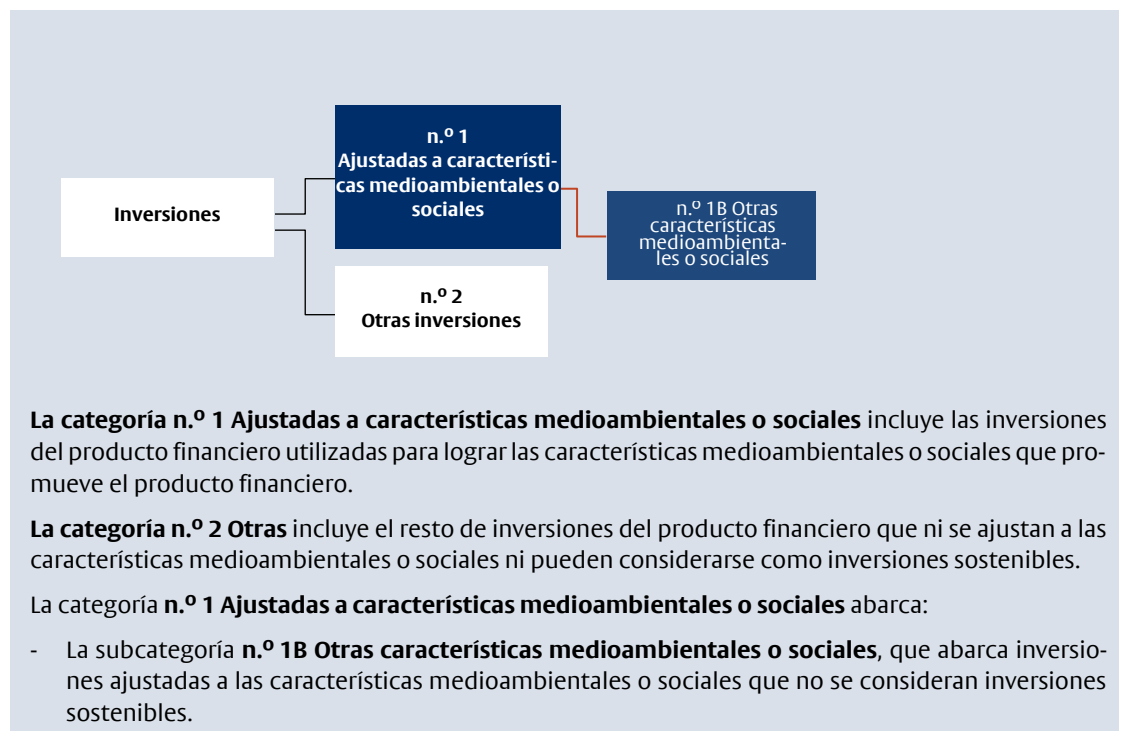 n.º 1
Ajustadas a característi-
cas medioambientales o
sociales
Inversiones
n.º 1B Otras
características
medioambienta-
les o sociales
n.º 2
Otras inversiones
La categoría n.º 1 Ajustadas a características medioambientales o sociales incluye las inversiones
del producto financiero utilizadas para lograr las características medioambientales o sociales que pro-
mueve el producto financiero.
La categoría n.º 2 Otras incluye el resto de inversiones del producto financiero que ni se ajustan a las
características medioambientales o sociales ni pueden considerarse como inversiones sostenibles.
La categoría n.º 1 Ajustadas a características medioambientales o sociales abarca:
- La subcategoría n.º 1B Otras características medioambientales o sociales, que abarca inversio-
nes ajustadas a las características medioambientales o sociales que no se consideran inversiones
sostenibles.